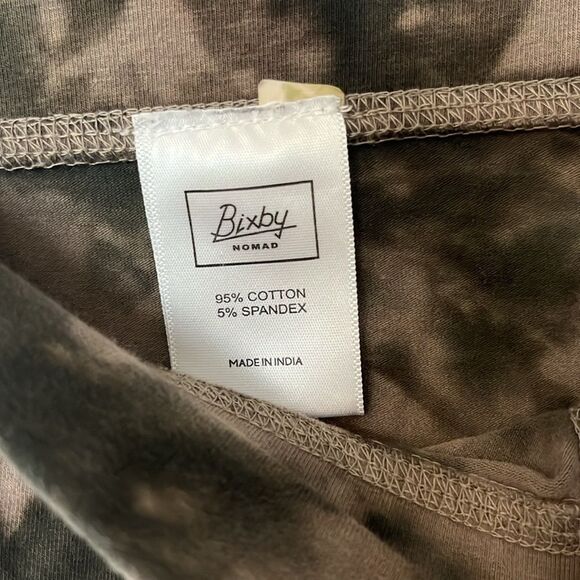 Bixby
NOMAD
95% COTTON
5% SPANDEX
MADE IN INDIA